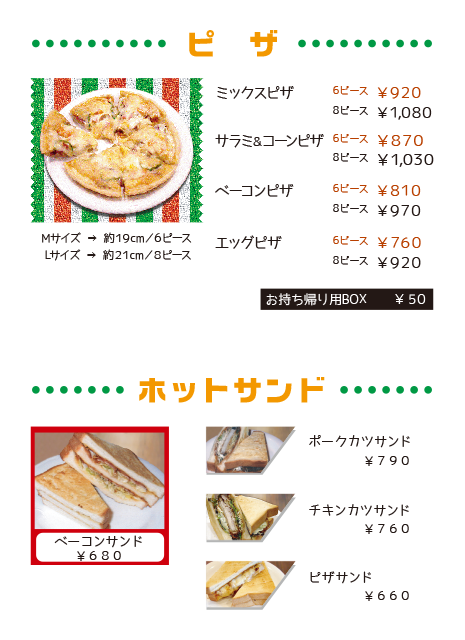 ピ ザ
ミックスピザ 6ピース ￥920
8ピース ￥1,080
サラミ&コーンピザ 6ピース ￥870
8ピース ￥1,030
ベーコンピザ 6ピース ￥810
8ピース ￥970
エッグピザ 6ピース ￥760
8ピース ￥920
Mサイズ → 約19cm／6ピース
Lサイズ → 約21cm／8ピース
お持ち帰り用BOX ￥50
ホットサンド
ベーコンサンド
￥680
ポークカツサンド
￥790
チキンカツサンド
￥760
ピザサンド
￥660